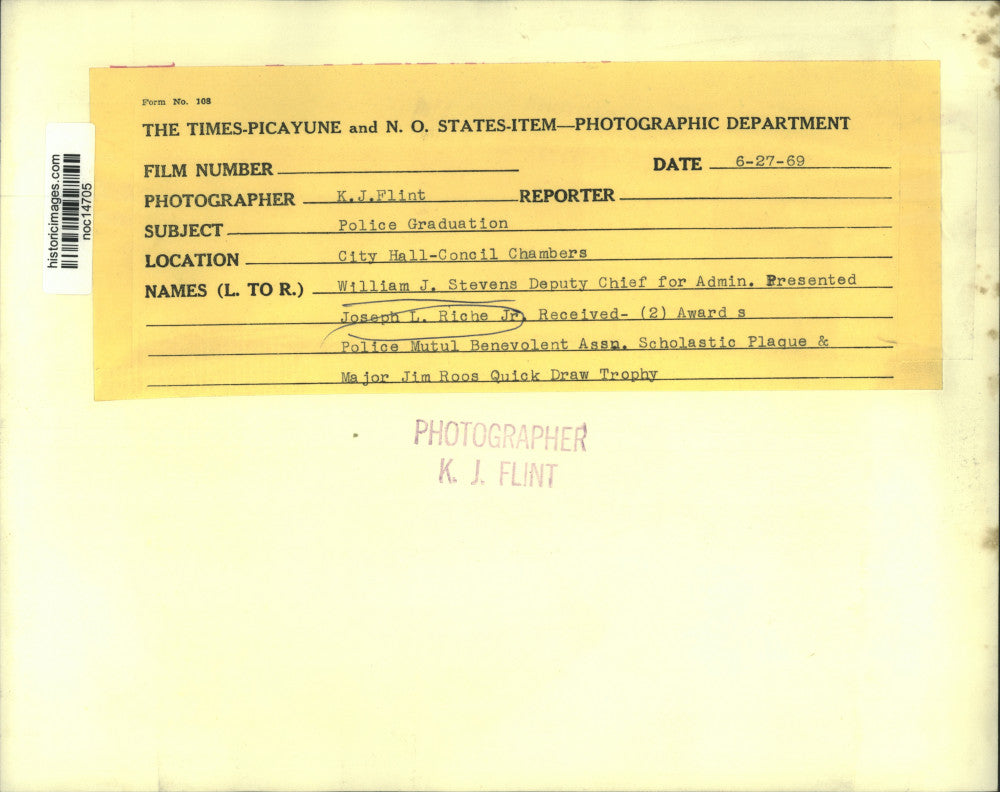 Form No. 108
THE TIMES-PICAYUNE and N. O. STATES-ITEM—PHOTOGRAPHIC DEPARTMENT
FILM NUMBER
DATE 6-27-69
PHOTOGRAPHER K.J.Flint REPORTER
SUBJECT Police Graduation
LOCATION City Hall-Concil Chambers
NAMES (L. TO R.) William J. Stevens Deputy Chief for Admin. Presented
Joseph L. Riche Jr. Received- (2) Award s
Police Mutul Benevolent Assn. Scholastic Plaque &
Major Jim Roos Quick Draw Trophy
historicimages.com
noc14705
PHOTOGRAPHER
K. J. FLINT